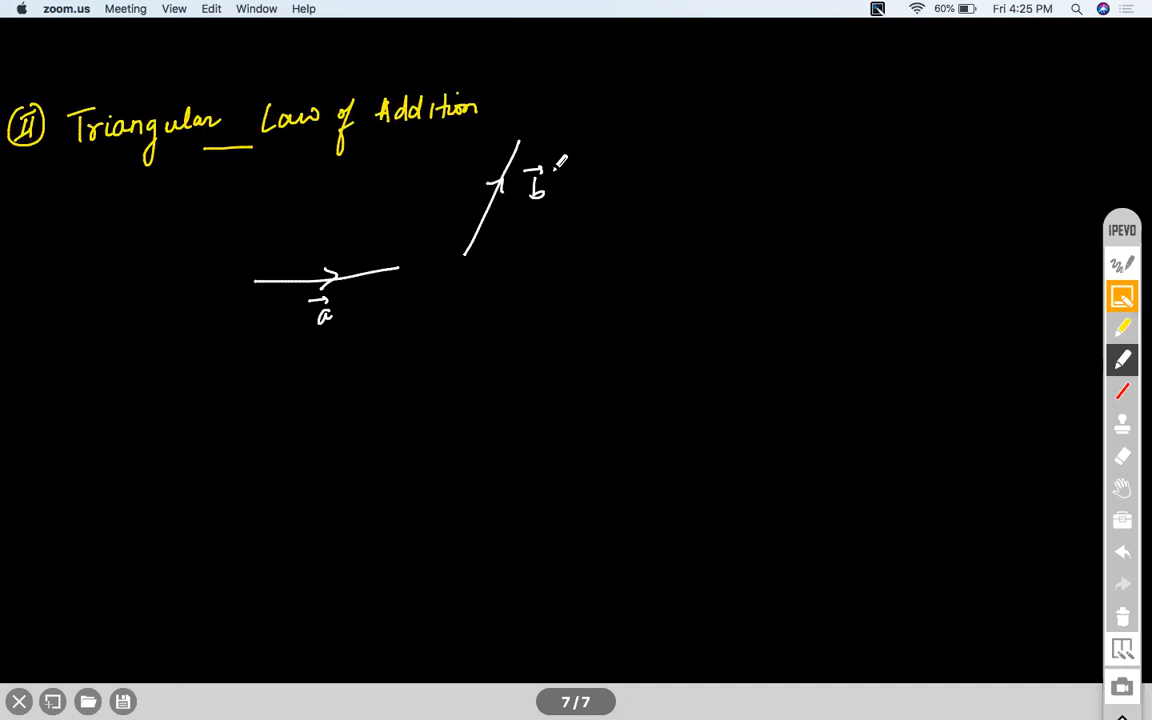 zoom.us Meeting View Edit Window Help 60% Fri 4:25 PM
II Triangular Law of Addition
b
a
IPEVO
7/7